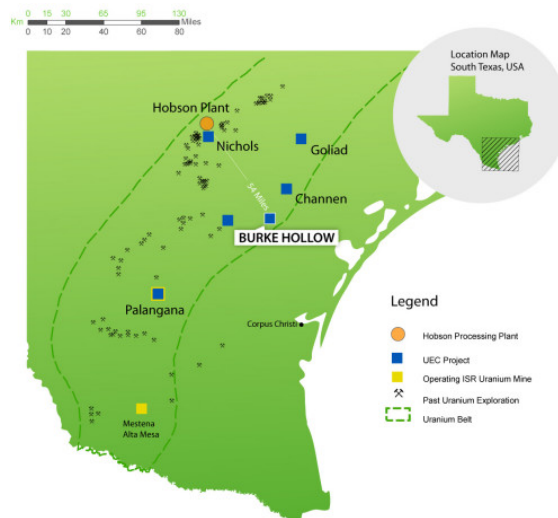 0 15 30 65 95 130
Km
Miles
0 10 20 40 60 80
Location Map
South Texas, USA
Hobson Plant
Nichols
Goliad
54 Miles
Channen
BURKE HOLLOW
Palangana
Corpus Christi
Mestena
Alta Mesa
Legend
Hobson Processing Plant
UEC Project
Operating ISR Uranium Mine
Past Uranium Exploration
Uranium Belt